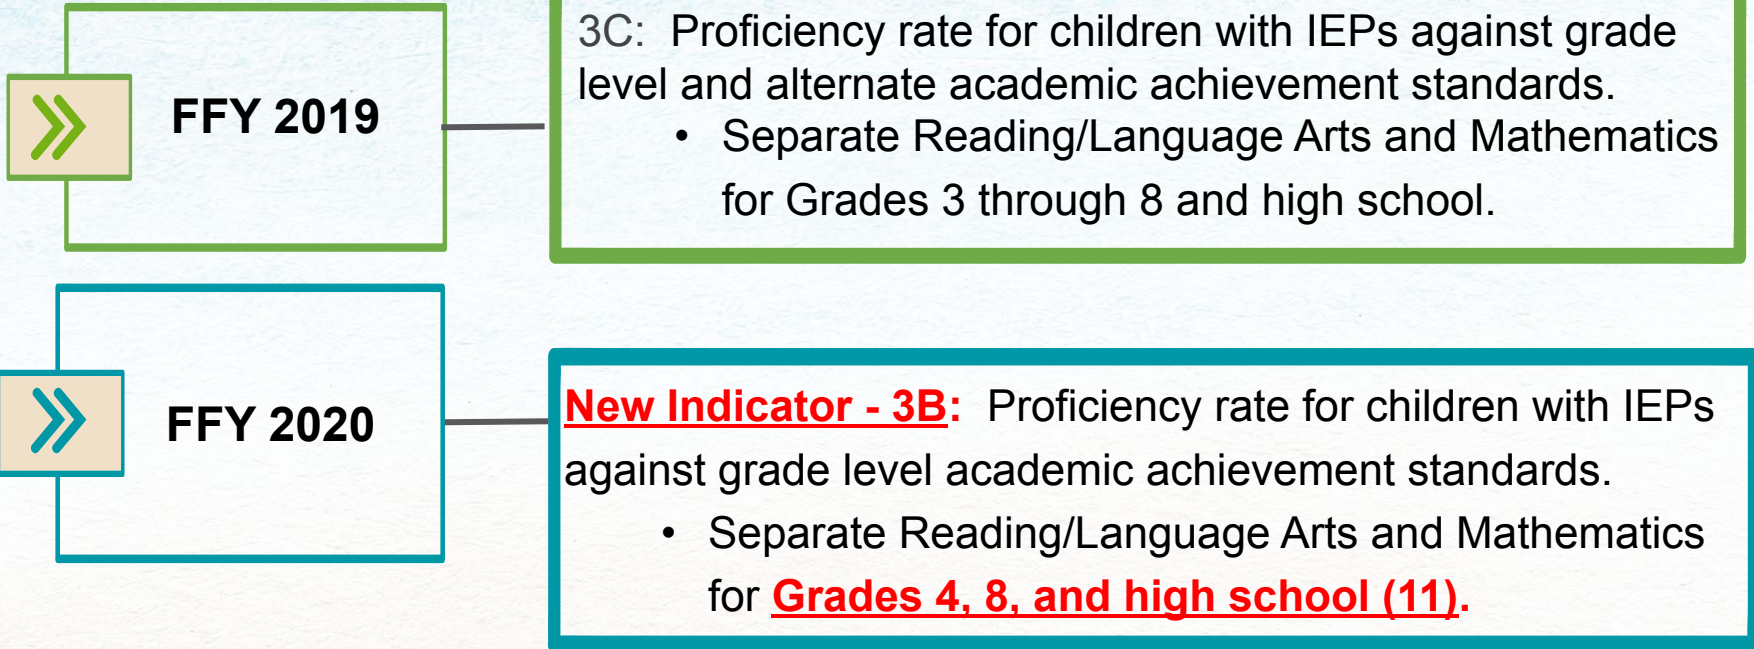 FFY 2019
3C: Proficiency rate for children with IEPs against grade
level and alternate academic achievement standards.
• Separate Reading/Language Arts and Mathematics
for Grades 3 through 8 and high school.
FFY 2020
New Indicator - 3B: Proficiency rate for children with IEPs
against grade level academic achievement standards.
• Separate Reading/Language Arts and Mathematics
for Grades 4, 8, and high school (11).